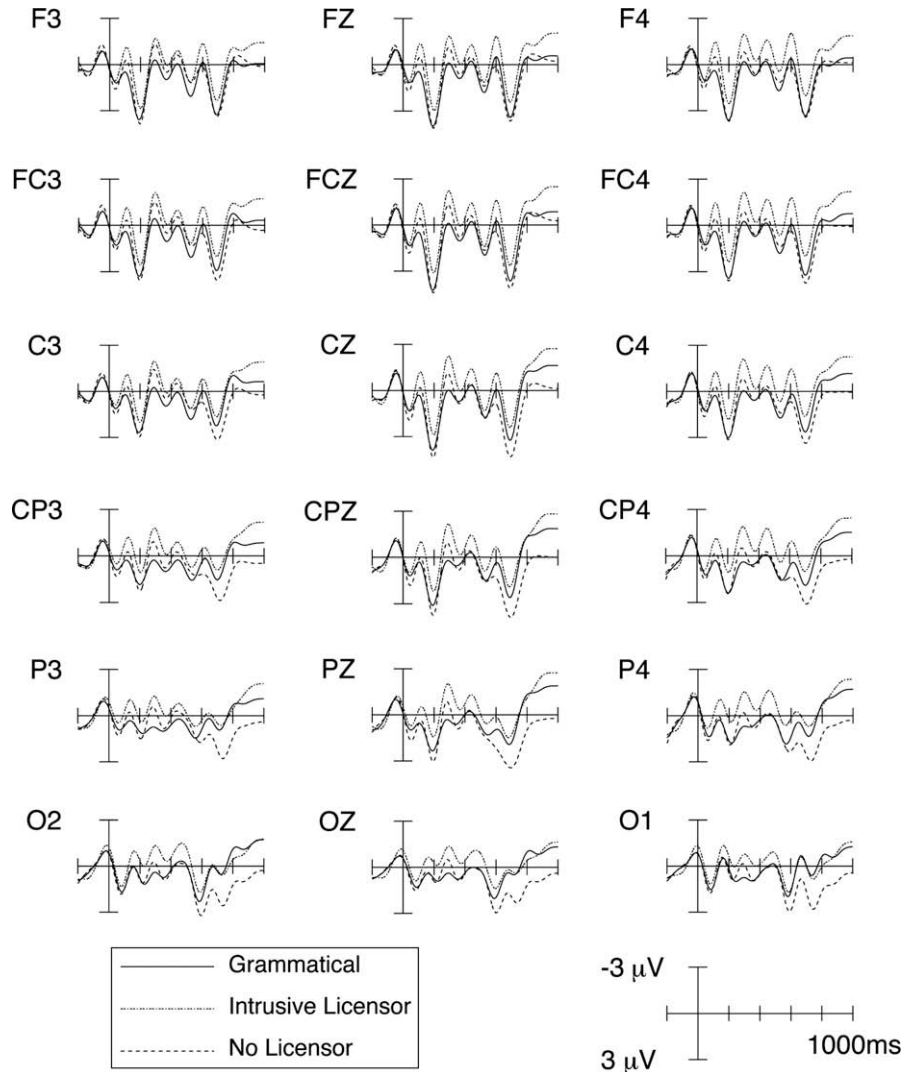 F3 FZ F4
FC3 FCZ FC4
C3 CZ C4
CP3 CPZ CP4
P3 PZ P4
O2 OZ O1
Grammatical
Intrusive Licensor
No Licensor
-3 μV
1000ms
3 μV